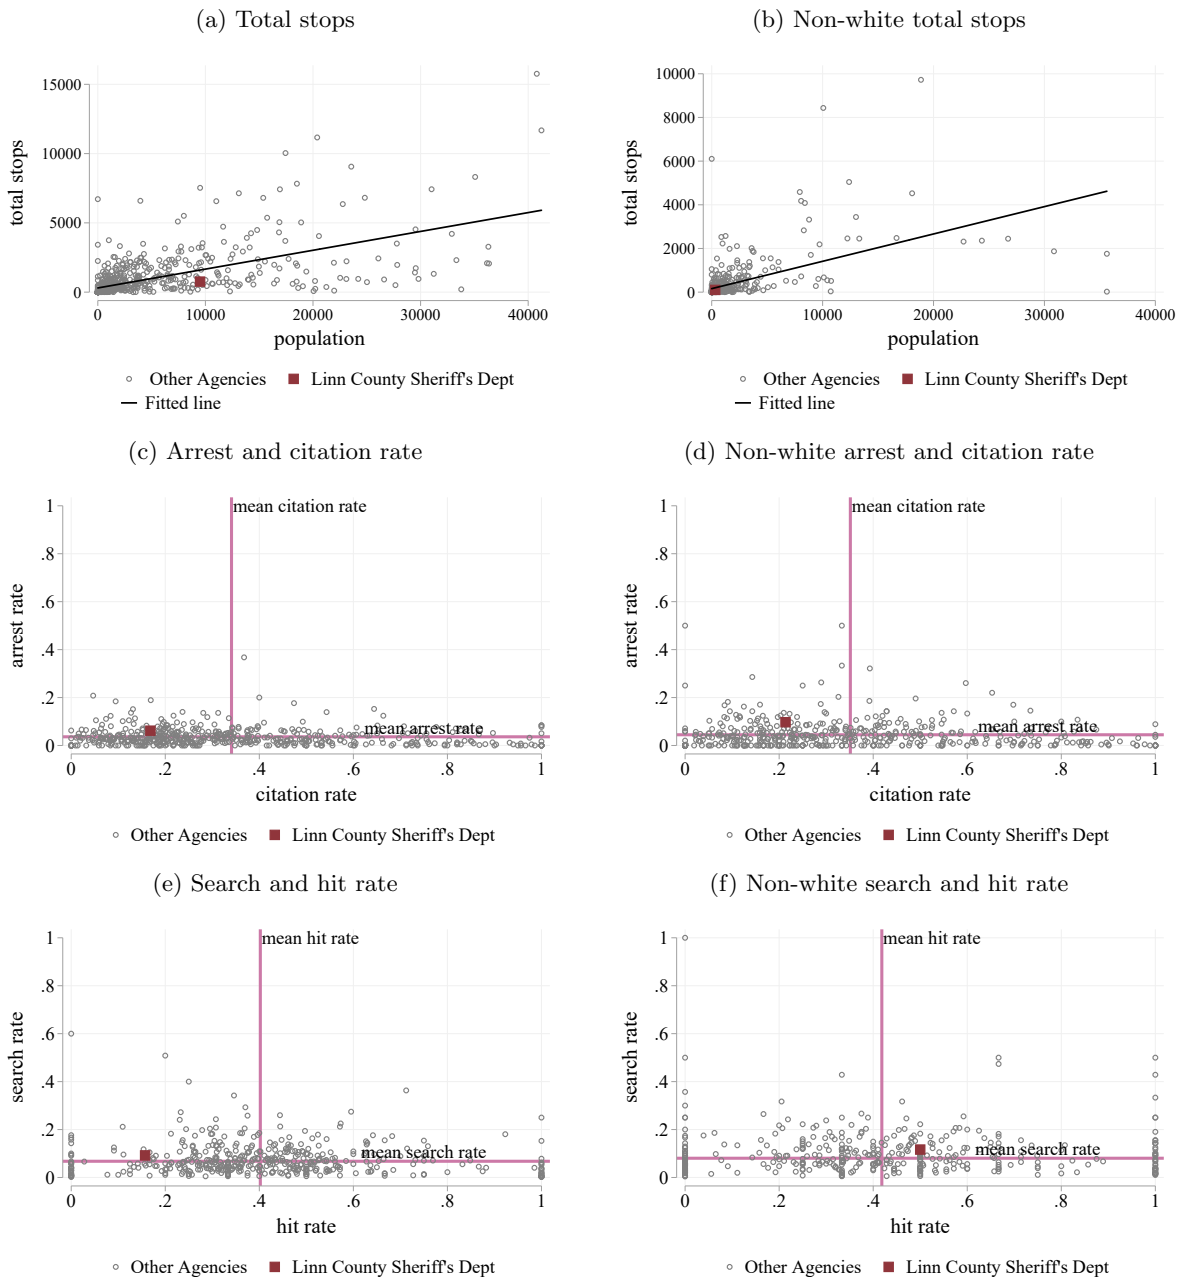 (a) Total stops
total stops
15000
10000
5000
0
0 10000 20000 30000 40000
population
Other Agencies Linn County Sheriff's Dept
Fitted line
(b) Non-white total stops
total stops
10000
8000
6000
4000
2000
0
0 10000 20000 30000 40000
population
Other Agencies Linn County Sheriff's Dept
Fitted line
(c) Arrest and citation rate
arrest rate
1
.8
.6
.4
.2
0
mean citation rate
mean arrest rate
0 .2 .4 .6 .8 1
citation rate
Other Agencies Linn County Sheriff's Dept
(d) Non-white arrest and citation rate
arrest rate
1
.8
.6
.4
.2
0
mean citation rate
mean arrest rate
0 .2 .4 .6 .8 1
citation rate
Other Agencies Linn County Sheriff's Dept
(e) Search and hit rate
search rate
1
.8
.6
.4
.2
0
mean hit rate
mean search rate
0 .2 .4 .6 .8 1
hit rate
Other Agencies Linn County Sheriff's Dept
(f) Non-white search and hit rate
search rate
1
.8
.6
.4
.2
0
mean hit rate
mean search rate
0 .2 .4 .6 .8 1
hit rate
Other Agencies Linn County Sheriff's Dept